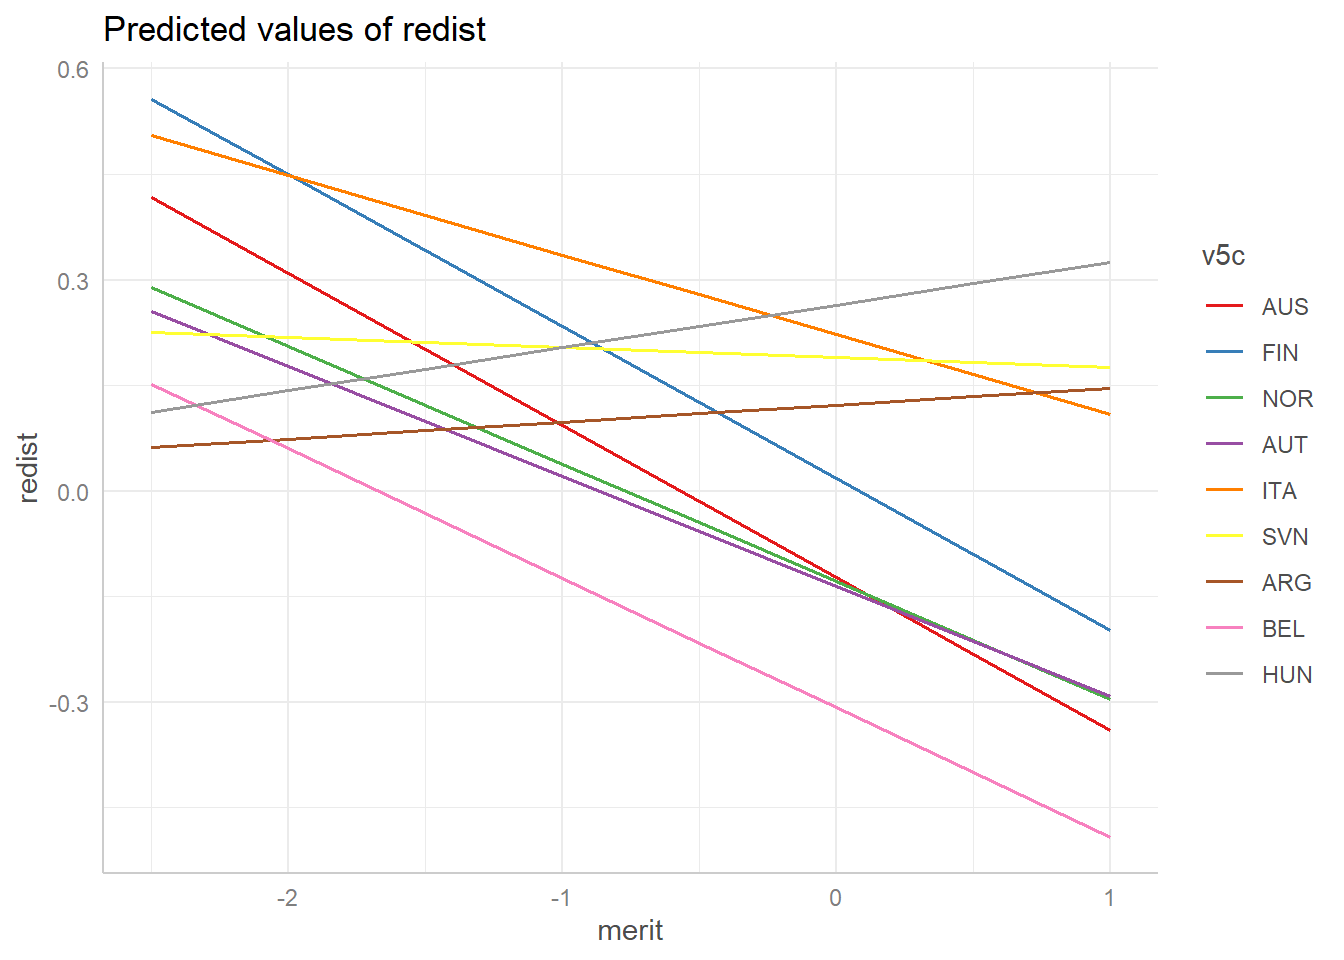 Predicted values of redist
0.6
0.3
0.0
-0.3
redist
-2
-1
0
1
merit
v5c
AUS
FIN
NOR
AUT
ITA
SVN
ARG
BEL
HUN